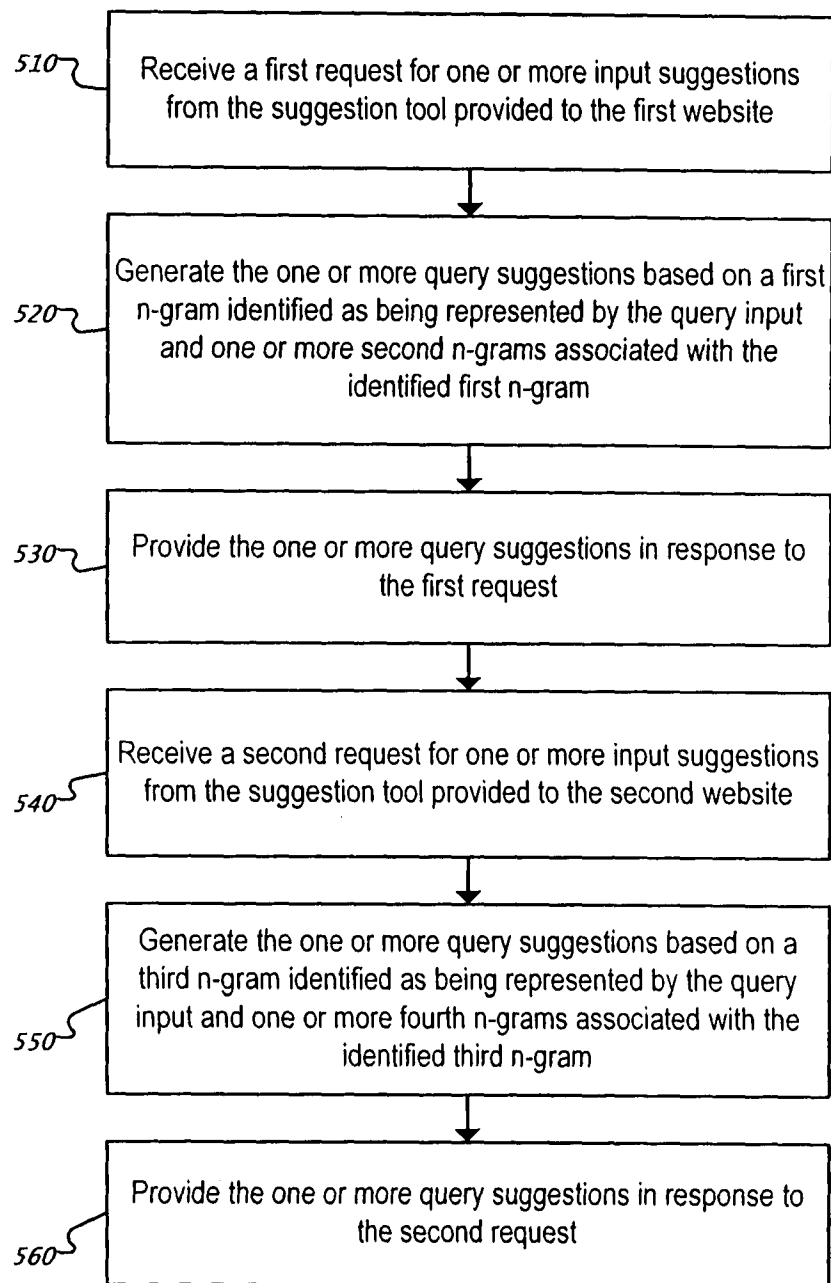 510
Receive a first request for one or more input suggestions
from the suggestion tool provided to the first website
520
Generate the one or more query suggestions based on a first
n-gram identified as being represented by the query input
and one or more second n-grams associated with the
identified first n-gram
530
Provide the one or more query suggestions in response to
the first request
540
Receive a second request for one or more input suggestions
from the suggestion tool provided to the second website
550
Generate the one or more query suggestions based on a
third n-gram identified as being represented by the query
input and one or more fourth n-grams associated with the
identified third n-gram
560
Provide the one or more query suggestions in response to
the second request